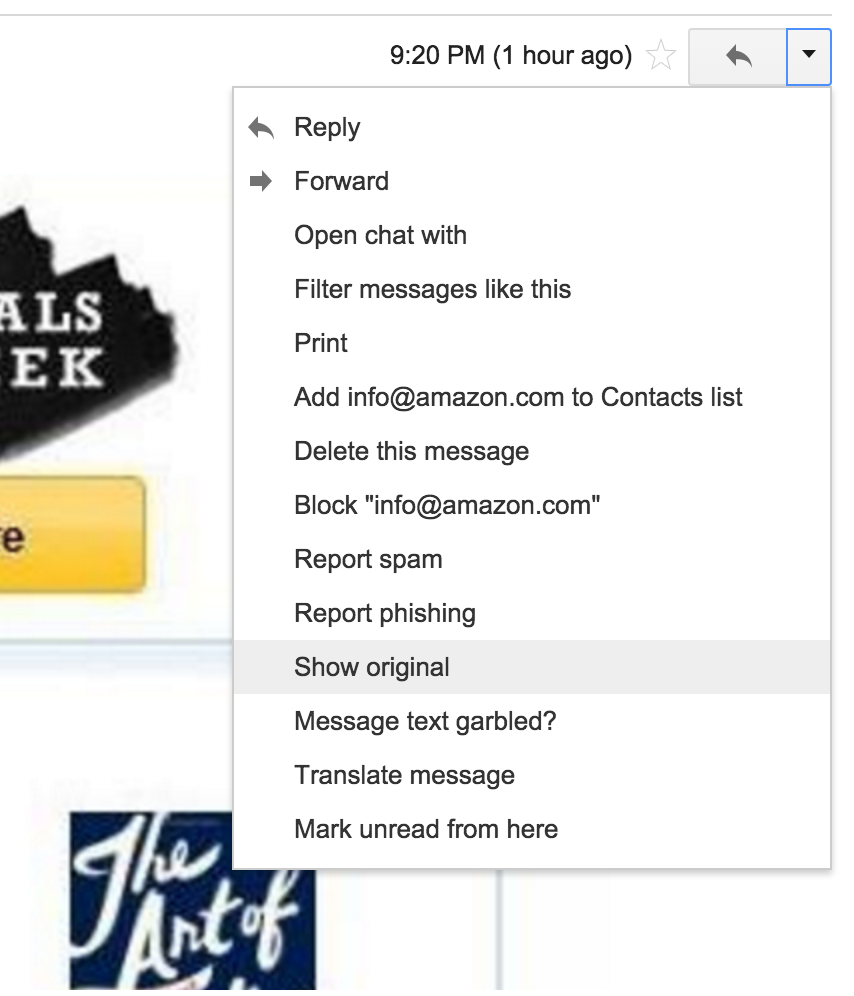 9:20 PM (1 hour ago)
Reply
Forward
Open chat with
Filter messages like this
Print
Add info@amazon.com to Contacts list
Delete this message
Block "info@amazon.com"
Report spam
Report phishing
Show original
Message text garbled?
Translate message
Mark unread from here
ALS
EK
e
The
Art of